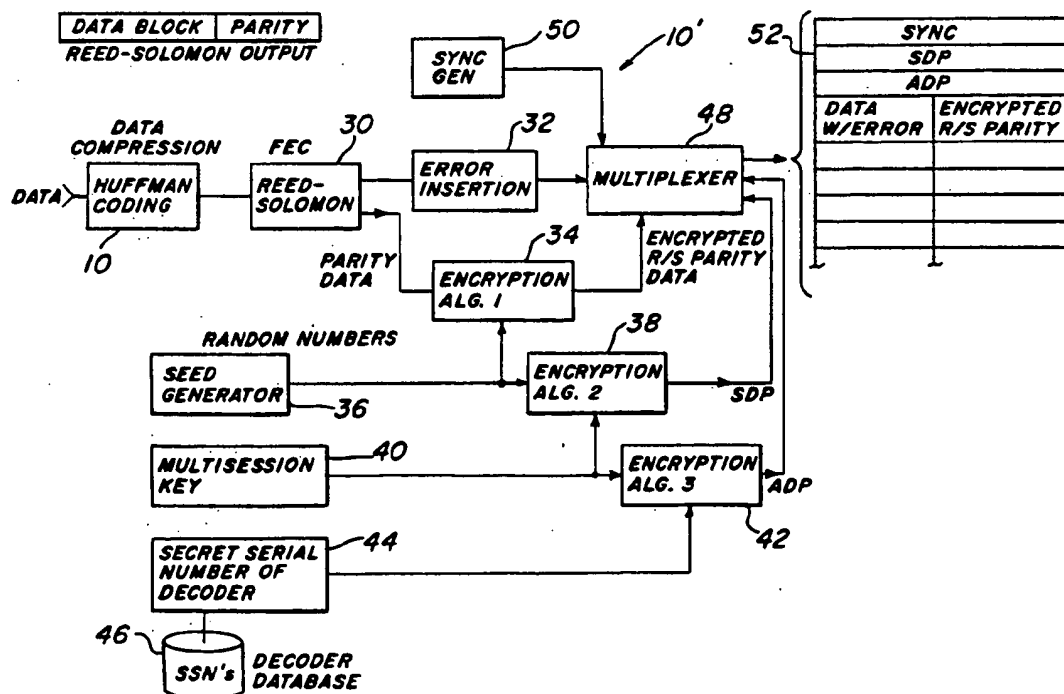 DATA BLOCK PARITY
REED-SOLOMON OUTPUT
50
SYNC
GEN
10'
52
SYNC
SDP
ADP
DATA
W/ERROR
ENCRYPTED
R/S PARITY
DATA
COMPRESSION
FEC
30
32
48
DATA
HUFFMAN
CODING
10
REED-
SOLOMON
ERROR
INSERTION
MULTIPLEXER
PARITY
DATA
34
ENCRYPTION
ALG. 1
ENCRYPTED
R/S PARITY
DATA
RANDOM NUMBERS
SEED
GENERATOR
36
38
ENCRYPTION
ALG. 2
SDP
MULTISESSION
KEY
40
ENCRYPTION
ALG. 3
ADP
42
SECRET SERIAL
NUMBER OF
DECODER
44
46
SSN's
DECODER
DATABASE